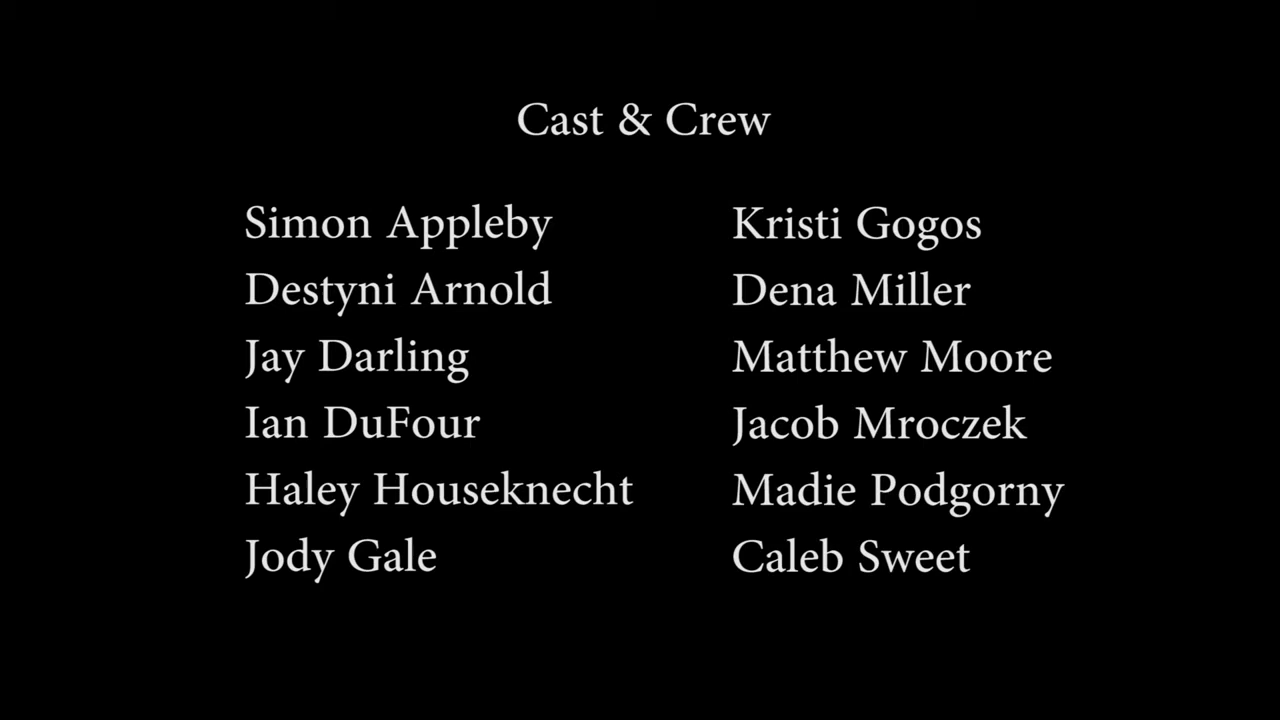 Cast & Crew
Simon Appleby
Destyni Arnold
Jay Darling
Ian DuFour
Haley Houseknecht
Jody Gale
Kristi Gogos
Dena Miller
Matthew Moore
Jacob Mroczek
Madie Podgorny
Caleb Sweet